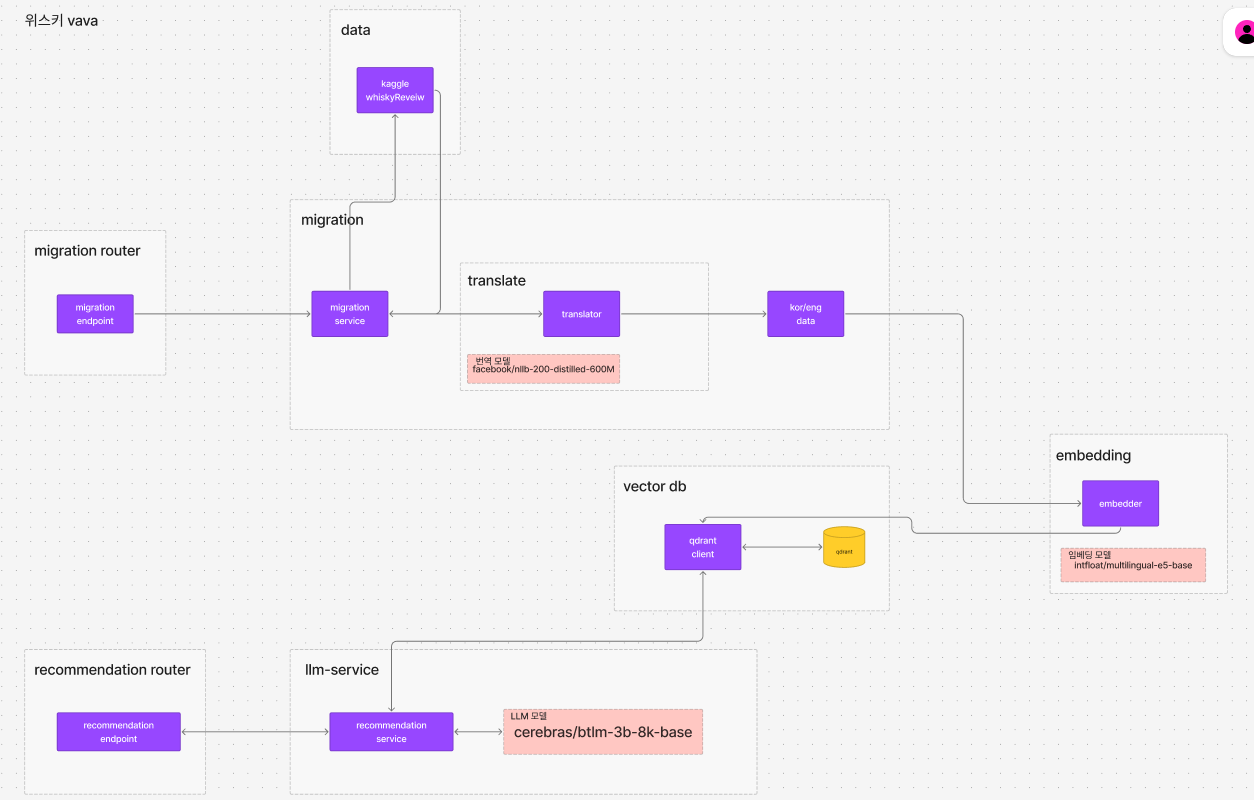 위스키 vava
data
kaggle
whiskyReveiw
migration
migration router
migration
endpoint
migration
service
translate
translator
번역 모델
facebook/nllb-200-distilled-600M
kor/eng
data
embedding
embedder
임베딩 모델
intfloat/multilingual-e5-base
vector db
qdrant
client
qdrant
recommendation router
recommendation
endpoint
llm-service
recommendation
service
LLM 모델
cerebras/btlm-3b-8k-base